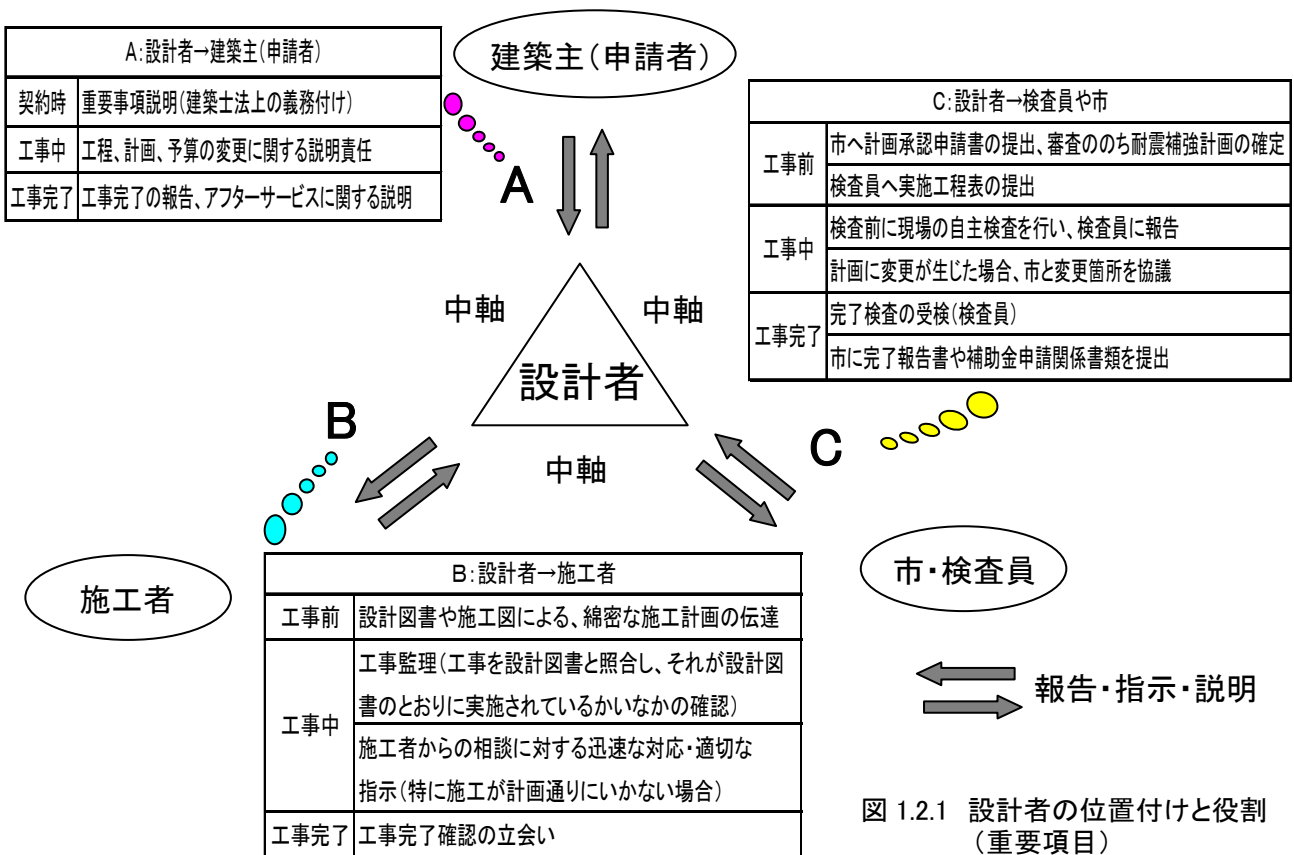 建築主(申請者)
A:設計者→建築主(申請者)
契約時 重要事項説明(建築士法上の義務付け)
工事中 工程、計画、予算の変更に関する説明責任
工事完了 工事完了の報告、アフターサービスに関する説明
A
C:設計者→検査員や市
工事前 市へ計画承認申請書の提出、審査ののち耐震補強計画の確定
検査員へ実施工程表の提出
工事中 検査前に現場の自主検査を行い、検査員に報告
計画に変更が生じた場合、市と変更箇所を協議
工事完了 完了検査の受検(検査員)
市に完了報告書や補助金申請関係書類を提出
中軸 中軸
設計者
中軸
B
C
施工者
B:設計者→施工者
工事前 設計図書や施工図による、綿密な施工計画の伝達
工事中 工事監理(工事を設計図書と照合し、それが設計図
書のとおりに実施されているかいなかの確認)
施工者からの相談に対する迅速な対応・適切な
指示(特に施工が計画通りにいかない場合)
工事完了 工事完了確認の立会い
市・検査員
報告・指示・説明
図 1.2.1 設計者の位置付けと役割
(重要項目)